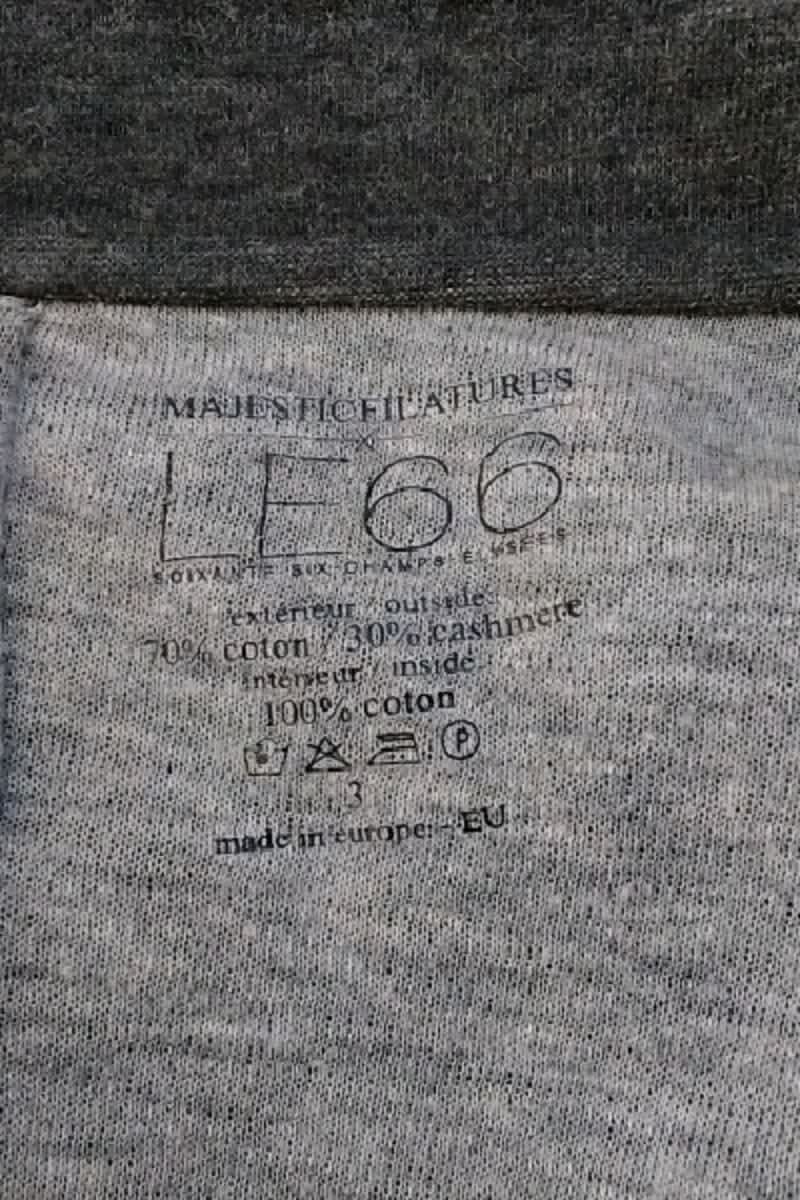 MAJESTICFILATURES
X
LE66
SOIXANTE SIX CHAMPS ELYSÉES
extérieur / outside:
70% coton / 30% cashmere
intérieur / inside:
100% coton
P
3
made in europe - EU